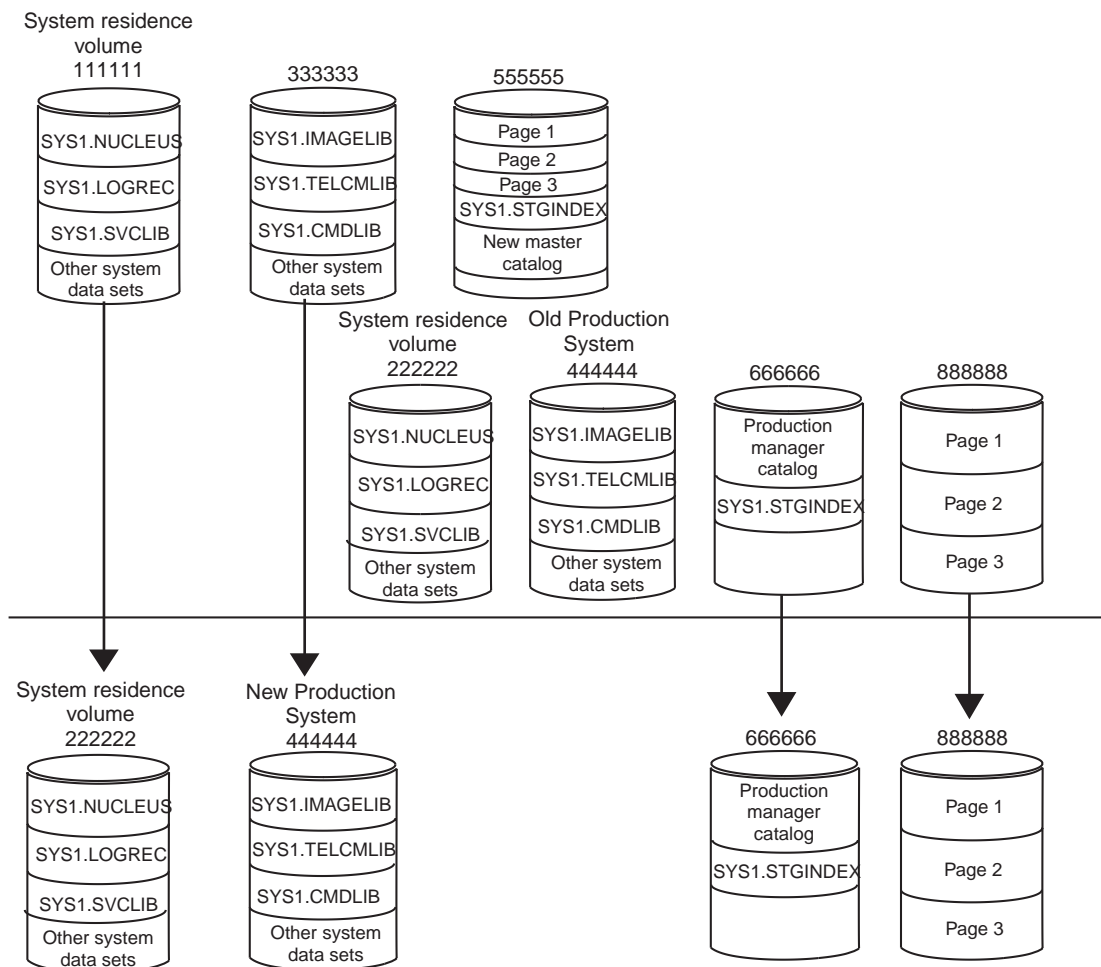 System residence
volume
111111
SYS1.NUCLEUS
SYS1.LOGREC
SYS1.SVCLIB
Other system
data sets
333333
SYS1.IMAGELIB
SYS1.TELCMLIB
SYS1.CMDLIB
Other system
data sets
555555
Page 1
Page 2
Page 3
SYS1.STGINDEX
New master
catalog
System residence
volume
222222
SYS1.NUCLEUS
SYS1.LOGREC
SYS1.SVCLIB
Other system
data sets
Old Production
System
444444
SYS1.IMAGELIB
SYS1.TELCMLIB
SYS1.CMDLIB
Other system
data sets
666666
Production
manager
catalog
SYS1.STGINDEX
888888
Page 1
Page 2
Page 3
System residence
volume
222222
SYS1.NUCLEUS
SYS1.LOGREC
SYS1.SVCLIB
Other system
data sets
New Production
System
444444
SYS1.IMAGELIB
SYS1.TELCMLIB
SYS1.CMDLIB
Other system
data sets
666666
Production
manager
catalog
SYS1.STGINDEX
888888
Page 1
Page 2
Page 3